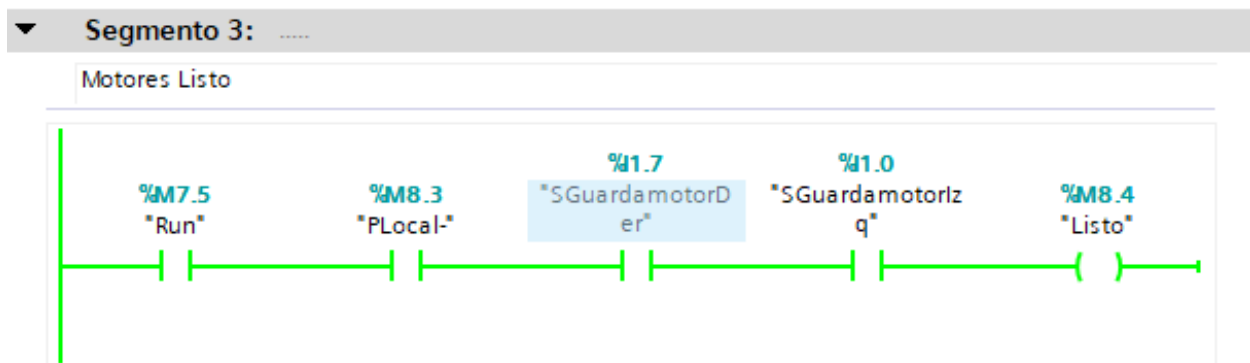 Segmento 3: .....
Motores Listo
%I1.7 %I1.0
%M7.5 %M8.3 "SGuardamotorD "SGuardamotorIz %M8.4
"Run" "PLocal-" er" q" "Listo"